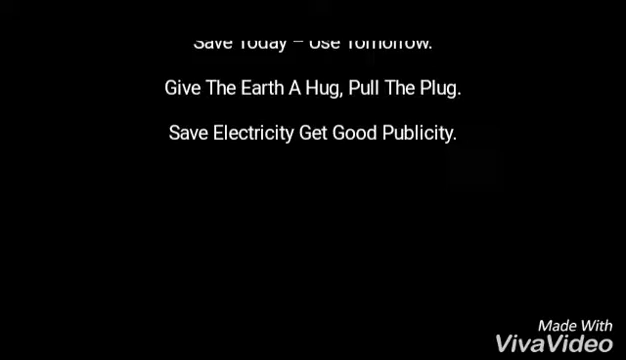 Save Today – Use Tomorrow.
Give The Earth A Hug, Pull The Plug.
Save Electricity Get Good Publicity.
Made With
VivaVideo